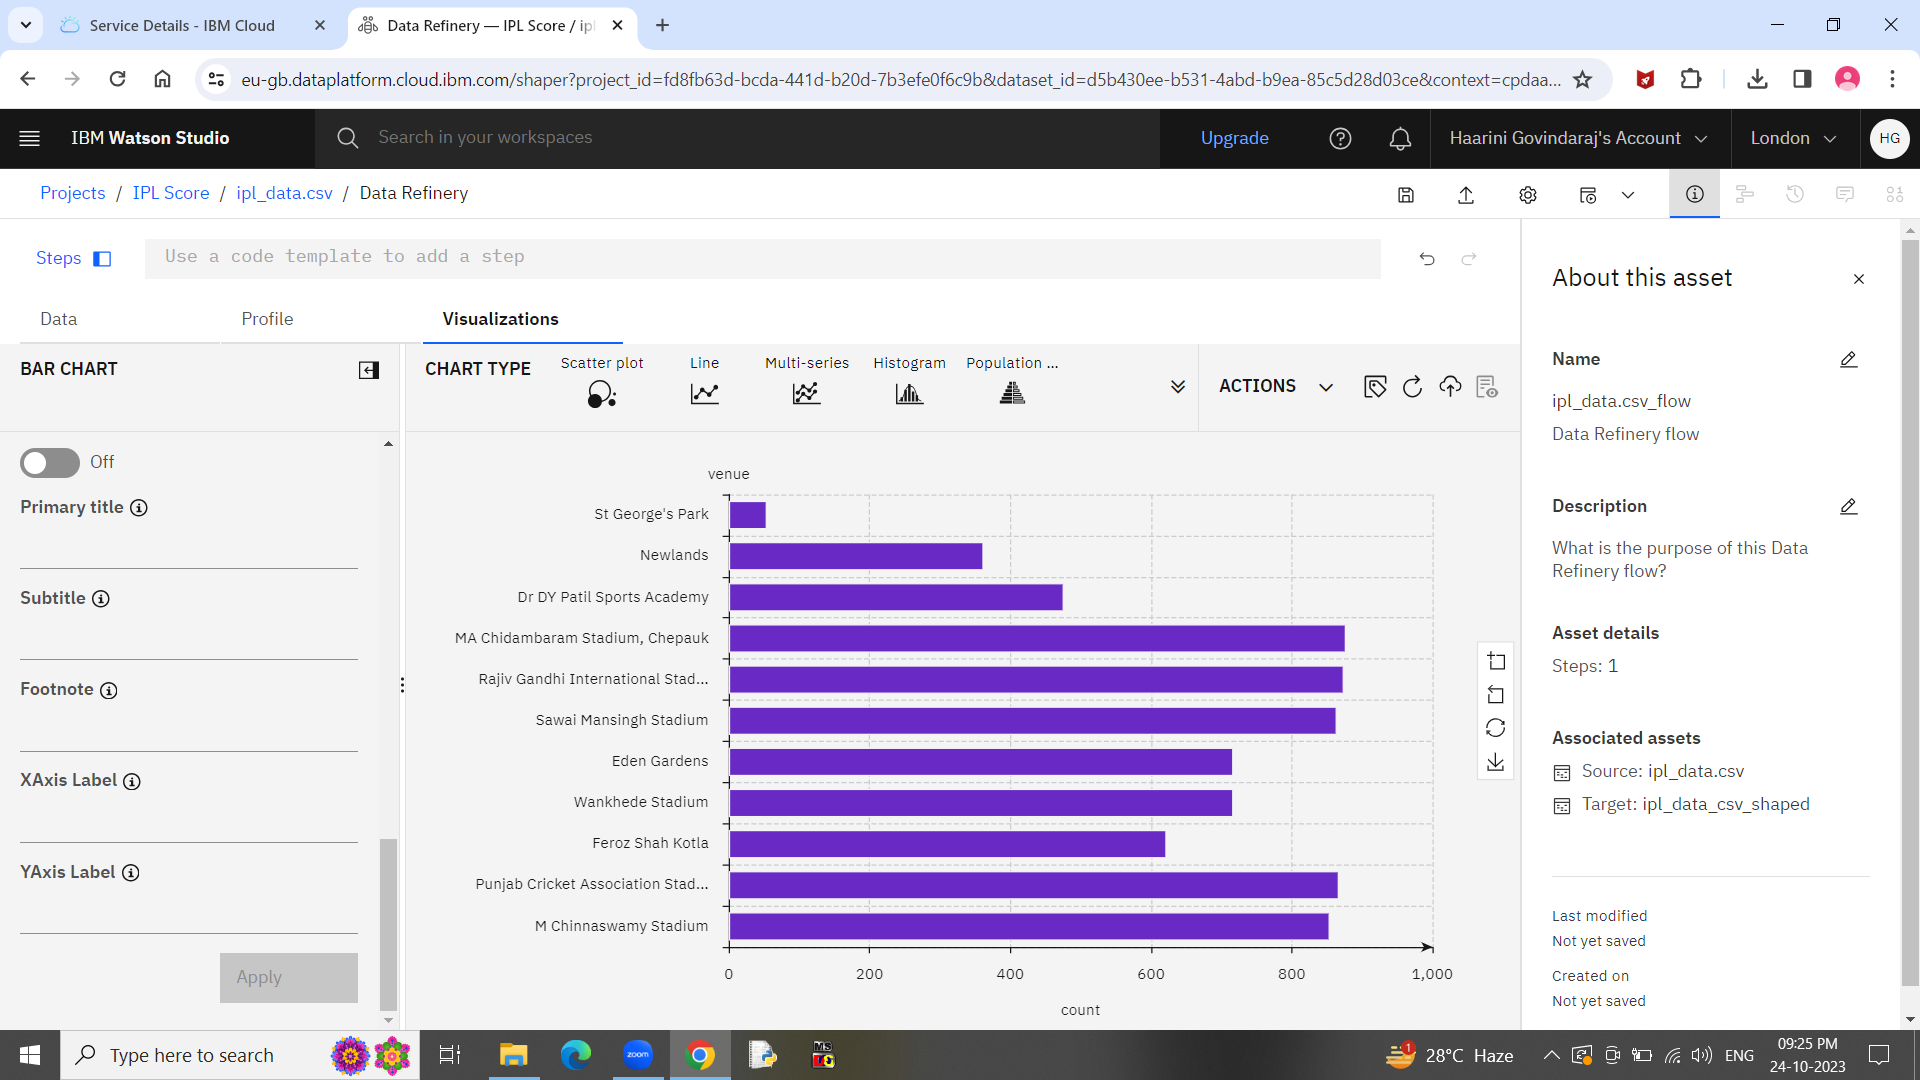 Service Details - IBM Cloud
Data Refinery — IPL Score / ipl
eu-gb.dataplatform.cloud.ibm.com/shaper?project_id=fd8fb63d-bcda-441d-b20d-7b3efe0f6c9b&dataset_id=d5b430ee-b531-4abd-b9ea-85c5d28d03ce&context=cpdaa...
IBM Watson Studio
Search in your workspaces
Upgrade
Haarini Govindaraj's Account
London
HG
Projects / IPL Score / ipl_data.csv / Data Refinery
Steps
Use a code template to add a step
Data
Profile
Visualizations
BAR CHART
Off
Primary title
Subtitle
Footnote
XAxis Label
YAxis Label
Apply
CHART TYPE
Scatter plot
Line
Multi-series
Histogram
Population ...
ACTIONS
venue
St George's Park
Newlands
Dr DY Patil Sports Academy
MA Chidambaram Stadium, Chepauk
Rajiv Gandhi International Stad...
Sawai Mansingh Stadium
Eden Gardens
Wankhede Stadium
Feroz Shah Kotla
Punjab Cricket Association Stad...
M Chinnaswamy Stadium
0 200 400 600 800 1,000
count
About this asset
Name
ipl_data.csv_flow
Data Refinery flow
Description
What is the purpose of this Data
Refinery flow?
Asset details
Steps: 1
Associated assets
Source: ipl_data.csv
Target: ipl_data_csv_shaped
Last modified
Not yet saved
Created on
Not yet saved
Type here to search
zoom
MS
1
28°C Haze
ENG
09:25 PM
24-10-2023